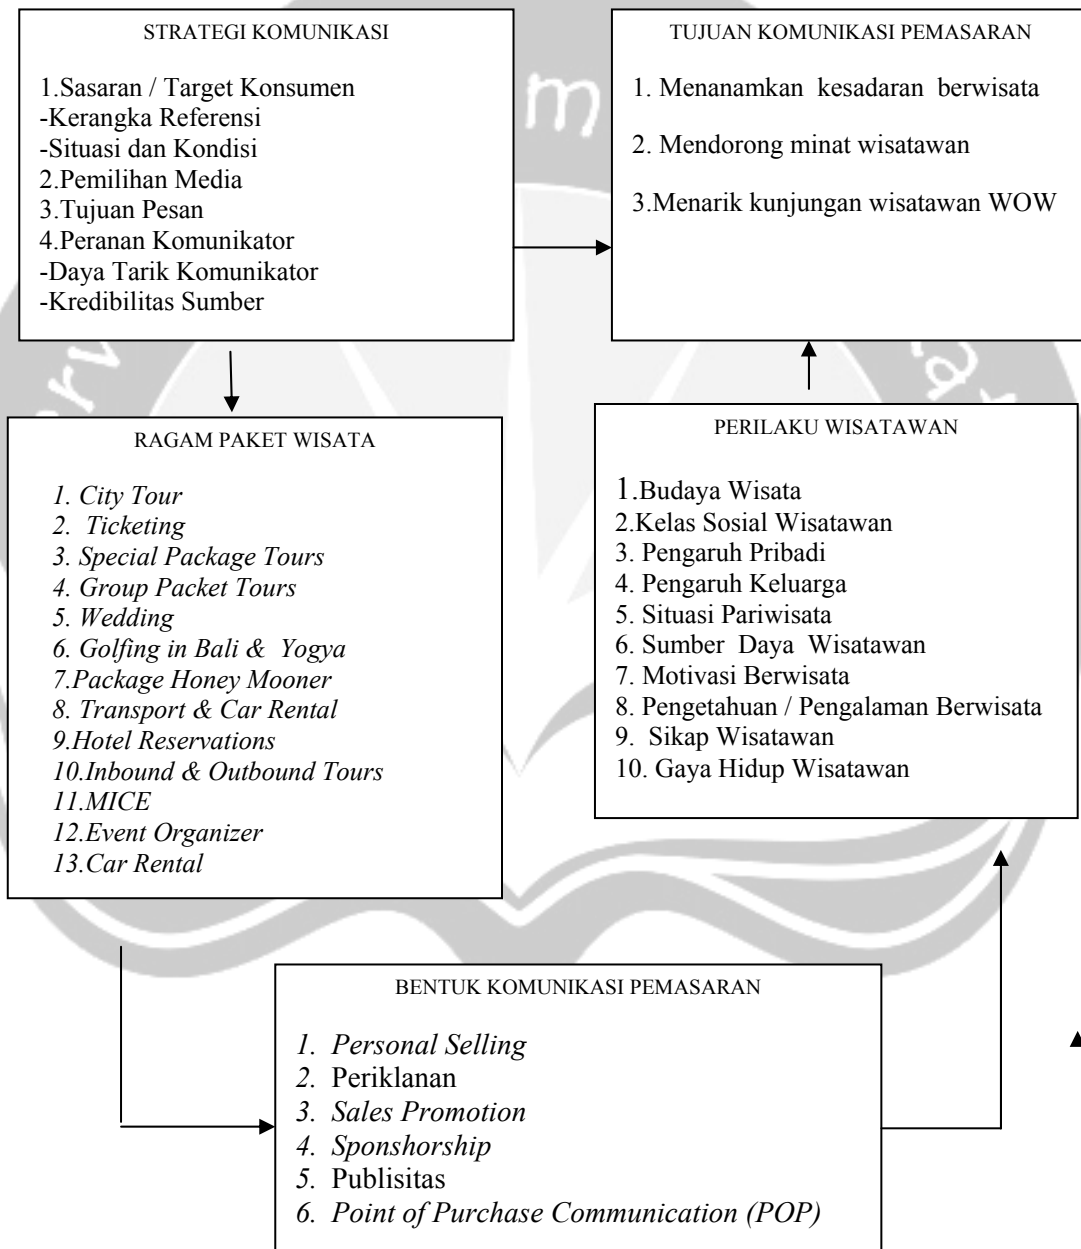 STRATEGI KOMUNIKASI
1.Sasaran / Target Konsumen
-Kerangka Referensi
-Situasi dan Kondisi
2.Pemilihan Media
3.Tujuan Pesan
4.Peranan Komunikator
-Daya Tarik Komunikator
-Kredibilitas Sumber
TUJUAN KOMUNIKASI PEMASARAN
1. Menanamkan kesadaran berwisata
2. Mendorong minat wisatawan
3.Menarik kunjungan wisatawan WOW
RAGAM PAKET WISATA
1. City Tour
2. Ticketing
3. Special Package Tours
4. Group Packet Tours
5. Wedding
6. Golfing in Bali & Yogya
7.Package Honey Mooner
8. Transport & Car Rental
9.Hotel Reservations
10.Inbound & Outbound Tours
11.MICE
12.Event Organizer
13.Car Rental
PERILAKU WISATAWAN
1.Budaya Wisata
2.Kelas Sosial Wisatawan
3. Pengaruh Pribadi
4. Pengaruh Keluarga
5. Situasi Pariwisata
6. Sumber Daya Wisatawan
7. Motivasi Berwisata
8. Pengetahuan / Pengalaman Berwisata
9. Sikap Wisatawan
10. Gaya Hidup Wisatawan
BENTUK KOMUNIKASI PEMASARAN
1. Personal Selling
2. Periklanan
3. Sales Promotion
4. Sponshorship
5. Publisitas
6. Point of Purchase Communication (POP)